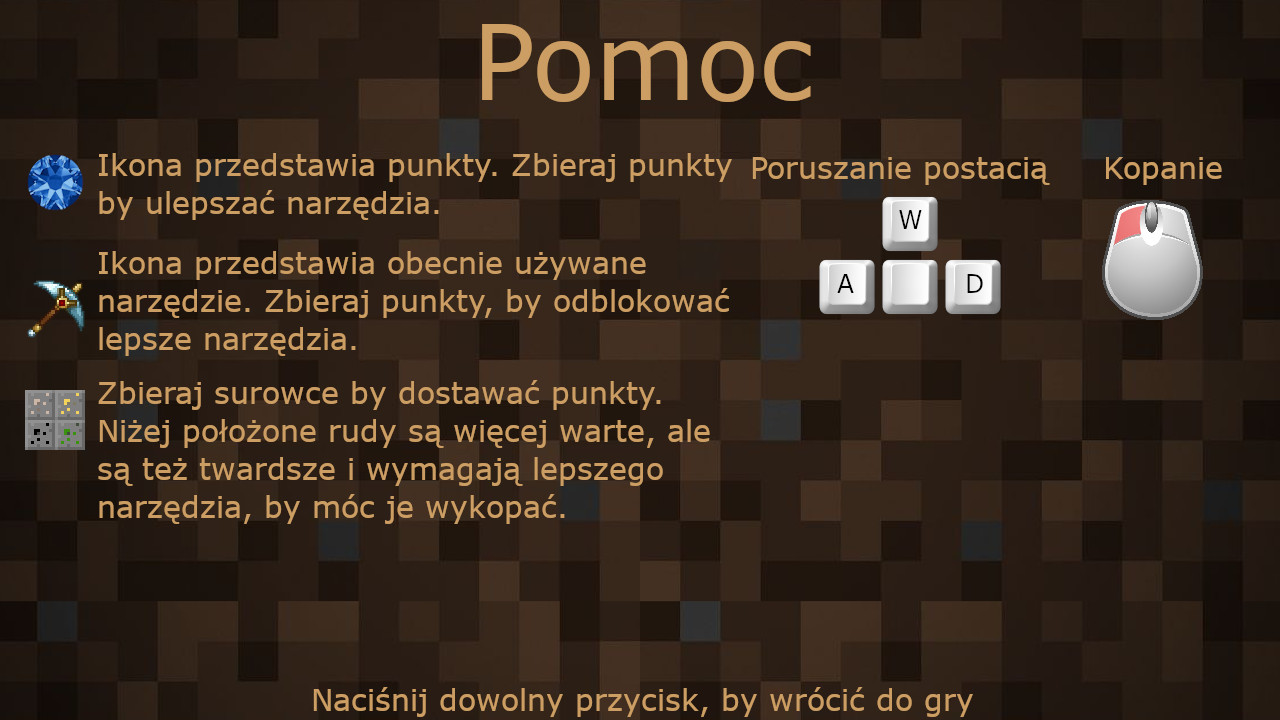 Pomoc
Ikona przedstawia punkty. Zbieraj punkty
by ulepszać narzędzia.
Ikona przedstawia obecnie używane
narzędzie. Zbieraj punkty, by odblokować
lepsze narzędzia.
Zbieraj surowce by dostawać punkty.
Niżej położone rudy są więcej warte, ale
są też twardsze i wymagają lepszego
narzędzia, by móc je wykopać.
Poruszanie postacią
W
A D
Kopanie
Naciśnij dowolny przycisk, by wrócić do gry